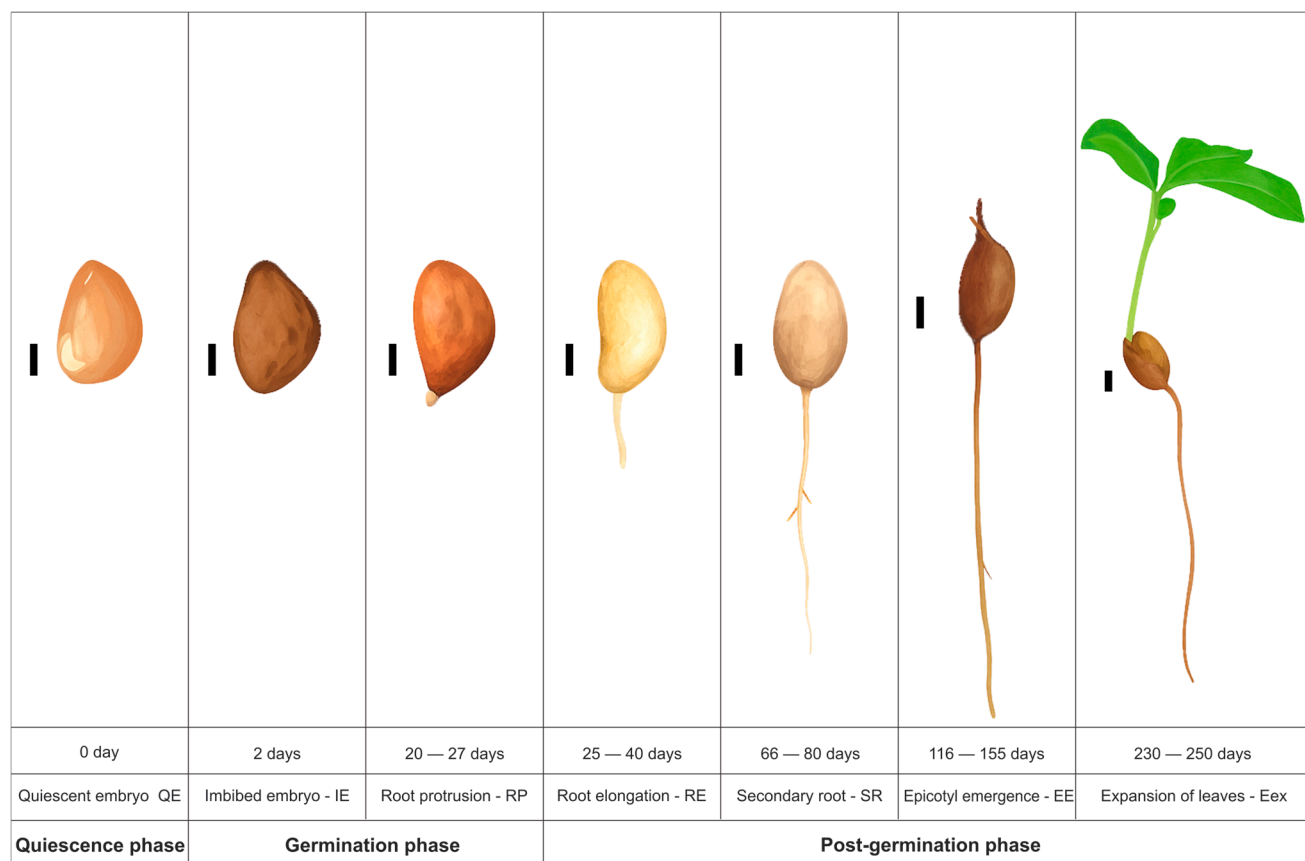 0 day
2 days
20 — 27 days
25 — 40 days
66 — 80 days
116 — 155 days
230 — 250 days
Quiescent embryo QE
Imbibed embryo - IE
Root protrusion - RP
Root elongation - RE
Secondary root - SR
Epicotyl emergence - EE
Expansion of leaves - Eex
Quiescence phase
Germination phase
Post-germination phase